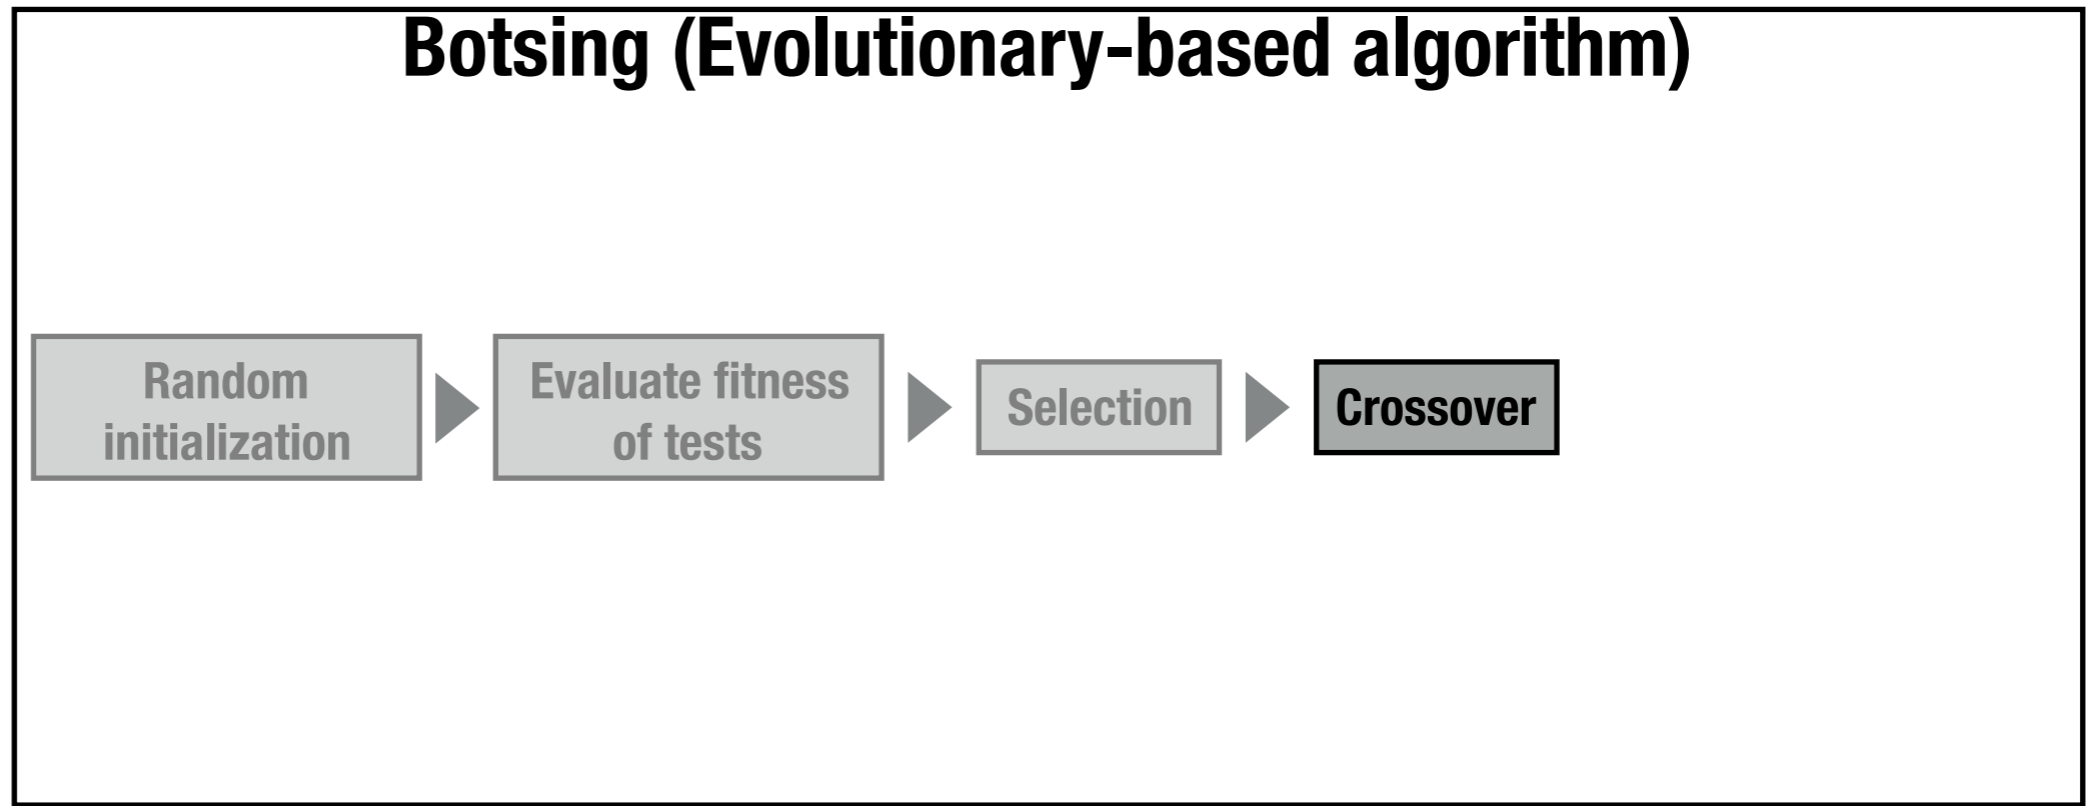 Botsing (Evolutionary-based algorithm)
Random
initialization
Evaluate fitness
of tests
Selection
Crossover